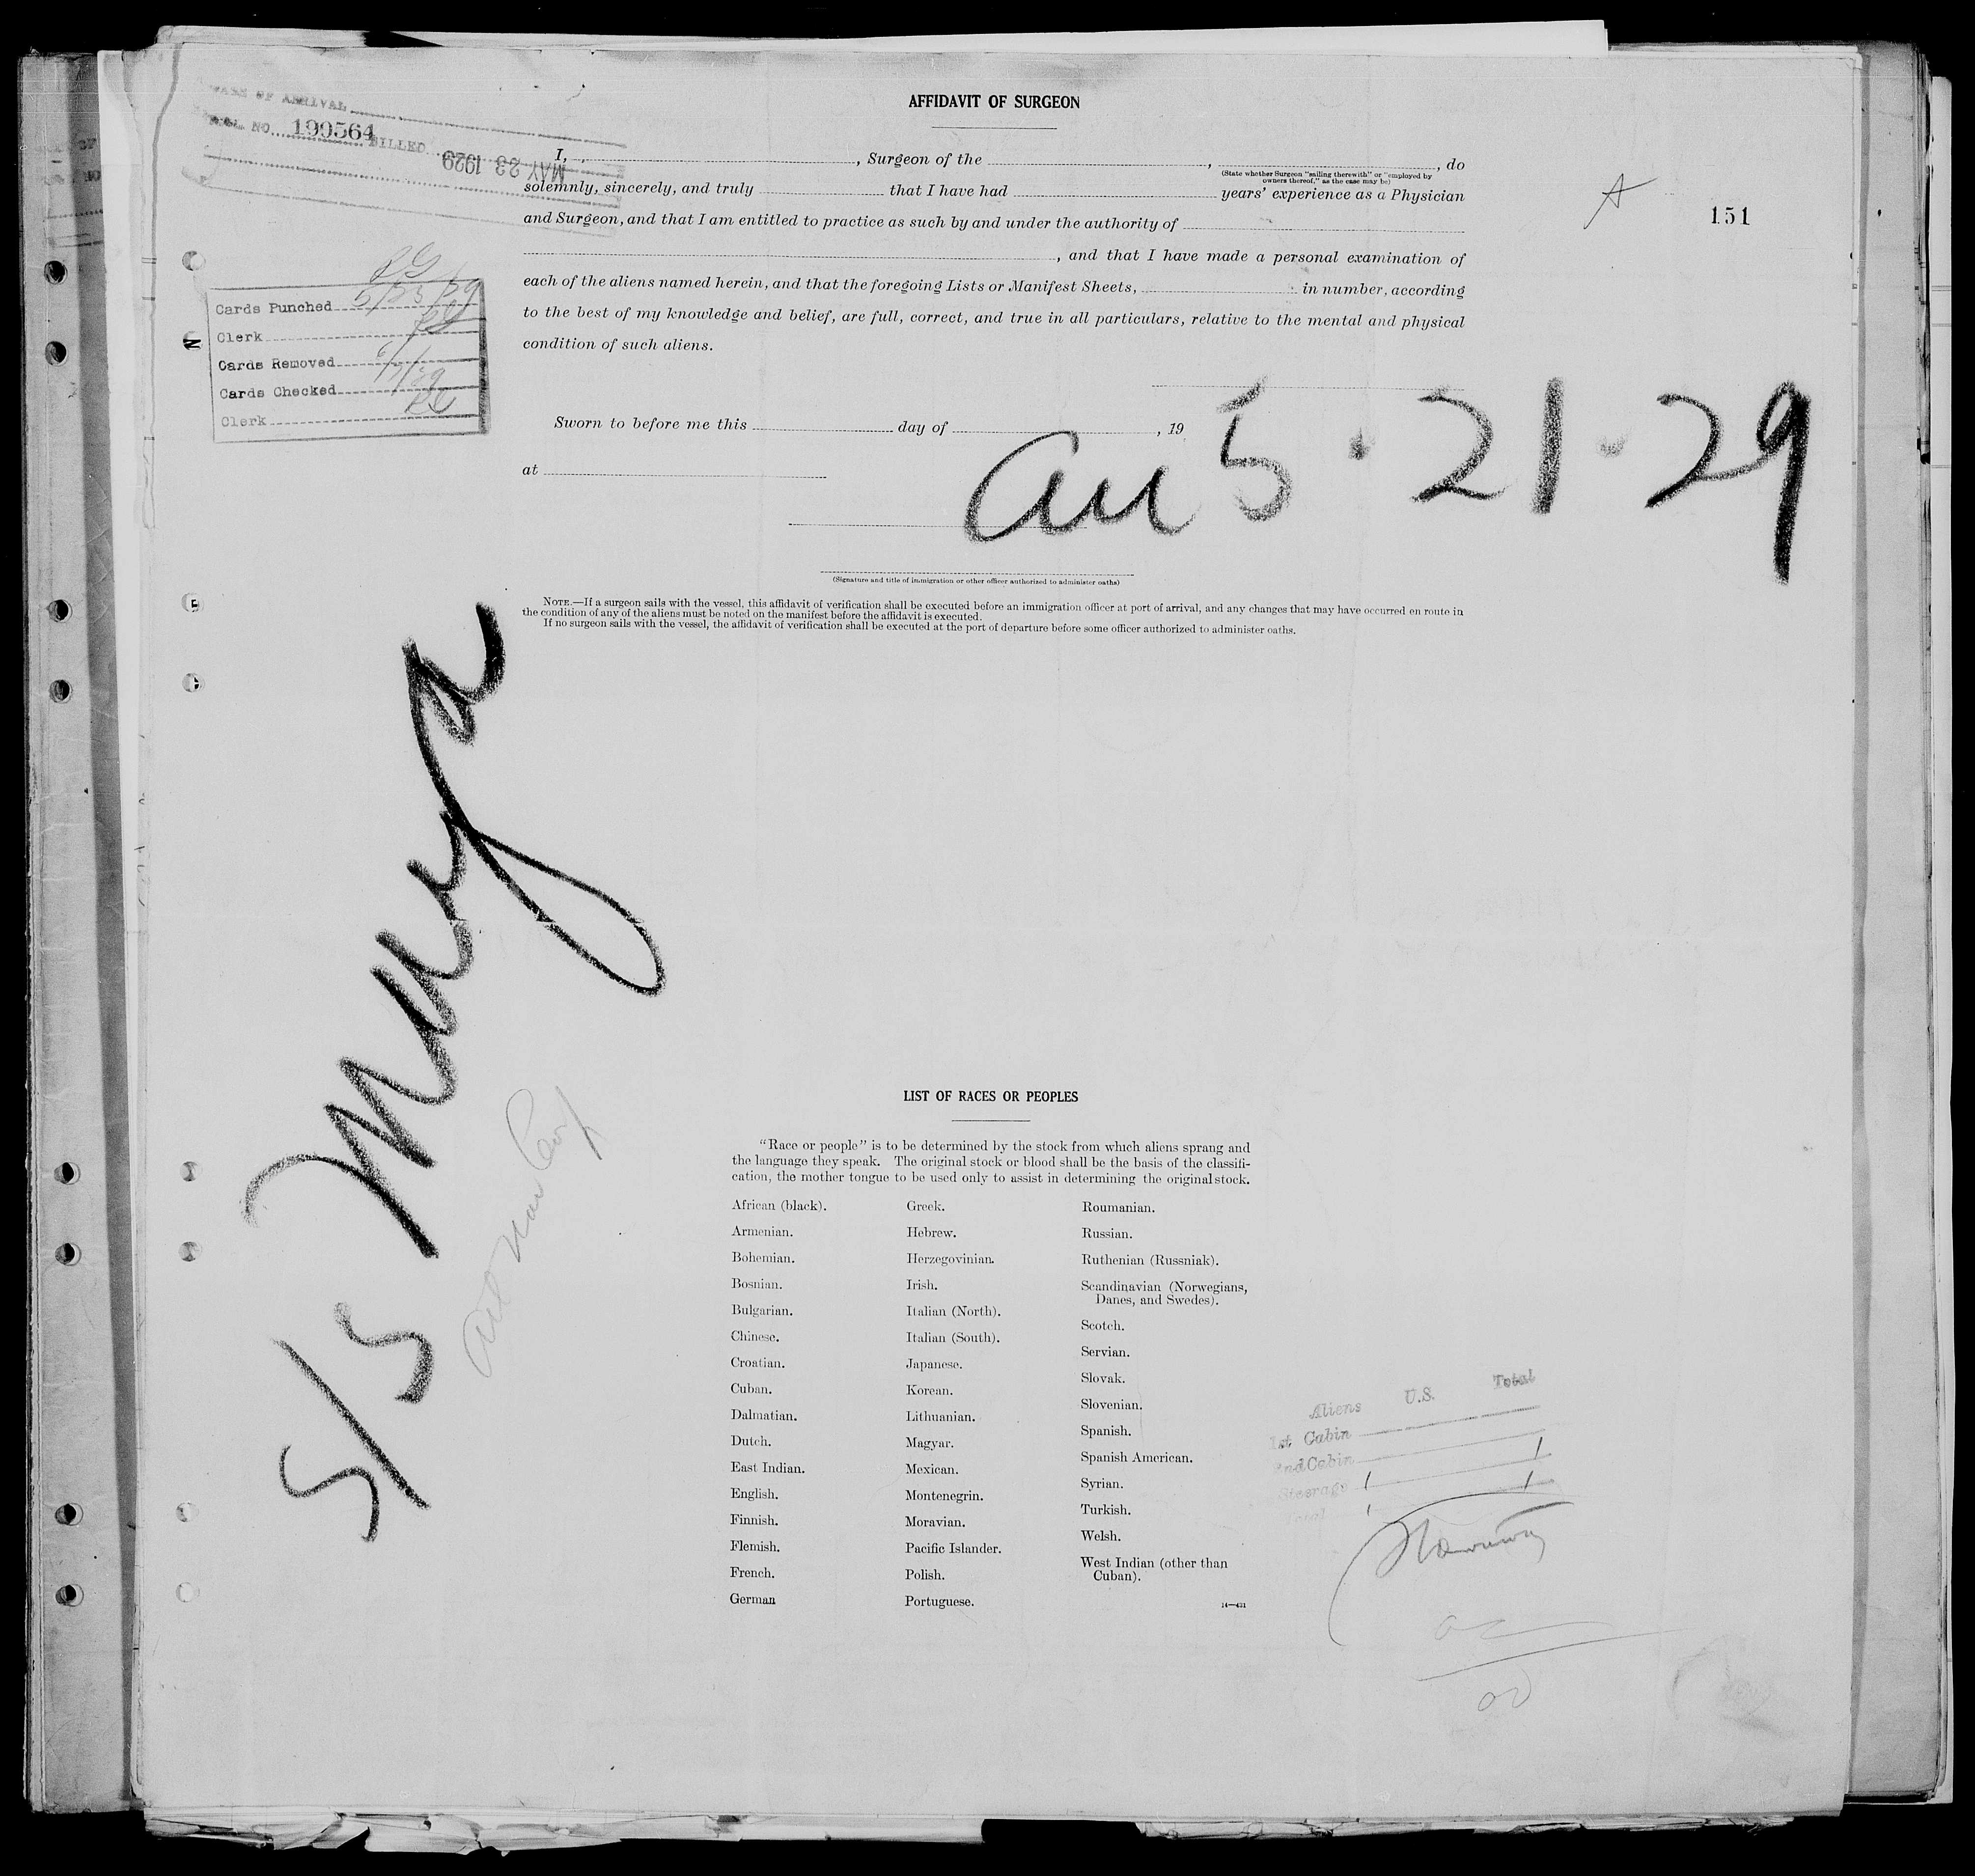 AFFIDAVIT OF SURGEON
OF ARRIVAL
NO. 190564 BILLED MAY 23 1929
I, , Surgeon of the , , do
(State whether Surgeon "sailing therewith" or "employed by
owners thereof," as the case may be)
solemnly, sincerely, and truly that I have had years' experience as a Physician
and Surgeon, and that I am entitled to practice as such by and under the authority of
, and that I have made a personal examination of
each of the aliens named herein, and that the foregoing Lists or Manifest Sheets, in number, according
to the best of my knowledge and belief, are full, correct, and true in all particulars, relative to the mental and physical
condition of such aliens.
A
151
Cards Punched 5/23/29
Clerk
Cards Removed
Cards Checked
Clerk
Sworn to before me this day of , 19
at
5-21-29
(Signature and title of immigration or other officer authorized to administer oaths)
NOTE.—If a surgeon sails with the vessel, this affidavit of verification shall be executed before an immigration officer at port of arrival, and any changes that may have occurred en route in
the condition of any of the aliens must be noted on the manifest before the affidavit is executed.
If no surgeon sails with the vessel, the affidavit of verification shall be executed at the port of departure before some officer authorized to administer oaths.
S/S Munya
LIST OF RACES OR PEOPLES
"Race or people" is to be determined by the stock from which aliens sprang and
the language they speak. The original stock or blood shall be the basis of the classifi-
cation, the mother tongue to be used only to assist in determining the original stock.
African (black).
Armenian.
Bohemian.
Bosnian.
Bulgarian.
Chinese.
Croatian.
Cuban.
Dalmatian.
Dutch.
East Indian.
English.
Finnish.
Flemish.
French.
German
Greek.
Hebrew.
Herzegovinian.
Irish.
Italian (North).
Italian (South).
Japanese.
Korean.
Lithuanian.
Magyar.
Mexican.
Montenegrin.
Moravian.
Pacific Islander.
Polish.
Portuguese.
Roumanian.
Russian.
Ruthenian (Russniak).
Scandinavian (Norwegians,
Danes, and Swedes).
Scotch.
Servian.
Slovak.
Slovenian.
Spanish.
Spanish American.
Syrian.
Turkish.
Welsh.
West Indian (other than
Cuban).
14—431
Aliens U.S. Total
1st Cabin
2nd Cabin 1
Steerage 1 1
Total 1